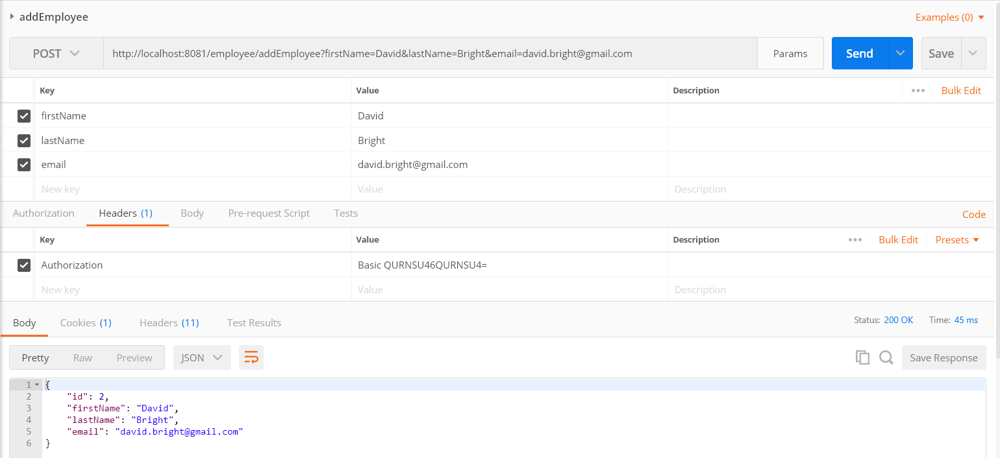 addEmployee Examples (0)
POST http://localhost:8081/employee/addEmployee?firstName=David&lastName=Bright&email=david.bright@gmail.com Params Send Save
Key Value Description ••• Bulk Edit
firstName David
lastName Bright
email david.bright@gmail.com
New key Value Description
Authorization Headers (1) Body Pre-request Script Tests Code
Key Value Description ••• Bulk Edit Presets
Authorization Basic QURNSU46QURNSU4=
New key Value Description
Body Cookies (1) Headers (11) Test Results Status: 200 OK Time: 45 ms
Pretty Raw Preview JSON Save Response
1 {
2 "id": 2,
3 "firstName": "David",
4 "lastName": "Bright",
5 "email": "david.bright@gmail.com"
6 }